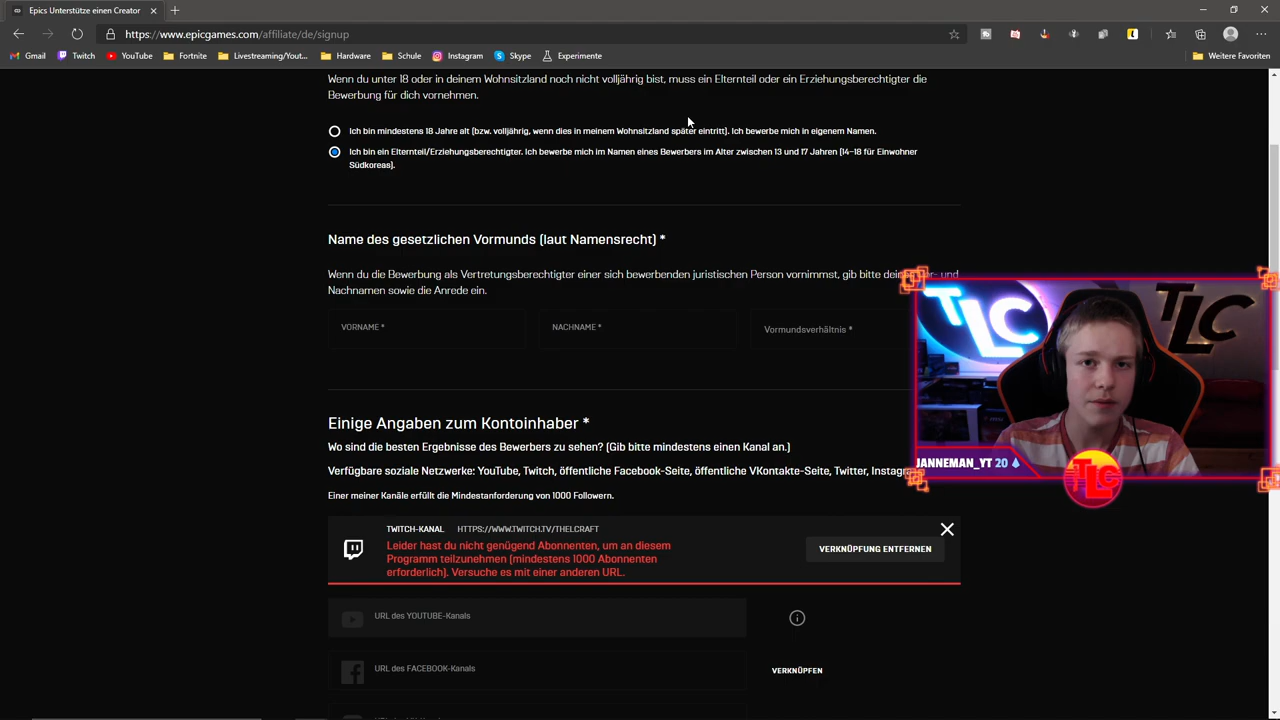 Epics Unterstütze einen Creator
https://www.epicgames.com/affiliate/de/signup
Gmail Twitch YouTube Fortnite Livestreaming/Yout... Hardware Schule Instagram Skype Experimente Weitere Favoriten
Wenn du unter 18 oder in deinem Wohnsitzland noch nicht volljährig bist, muss ein Elternteil oder ein Erziehungsberechtigter die
Bewerbung für dich vornehmen.
Ich bin mindestens 18 Jahre alt (bzw. volljährig, wenn dies in meinem Wohnsitzland später eintritt). Ich bewerbe mich in eigenem Namen.
Ich bin ein Elternteil/Erziehungsberechtigter. Ich bewerbe mich im Namen eines Bewerbers im Alter zwischen 13 und 17 Jahren (14–18 für Einwohner
Südkoreas).
Name des gesetzlichen Vormunds (laut Namensrecht) *
Wenn du die Bewerbung als Vertretungsberechtigter einer sich bewerbenden juristischen Person vornimmst, gib bitte und
Nachnamen sowie die Anrede ein.
VORNAME * NACHNAME * Vormundsverhältnis *
TLC TLC
Einige Angaben zum Kontoinhaber *
Wo sind die besten Ergebnisse des Bewerbers zu sehen? (Gib bitte mindestens einen Kanal an.)
JANNEMAN_YT 20
Verfügbare soziale Netzwerke: YouTube, Twitch, öffentliche Facebook-Seite, öffentliche VKontakte-Seite, Twitter, Instag
TLC
Einer meiner Kanäle erfüllt die Mindestanforderung von 1000 Followern.
TWITCH-KANAL HTTPS://WWW.TWITCH.TV/THELCRAFT
Leider hast du nicht genügend Abonnenten, um an diesem
Programm teilzunehmen (mindestens 1000 Abonnenten
erforderlich). Versuche es mit einer anderen URL.
VERKNÜPFUNG ENTFERNEN
URL des YOUTUBE-Kanals
URL des FACEBOOK-Kanals VERKNÜPFEN